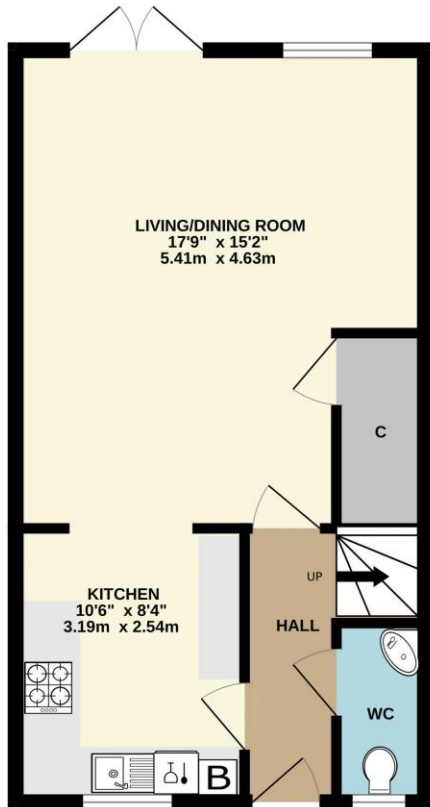 LIVING/DINING ROOM
17'9" x 15'2"
5.41m x 4.63m
C
UP
KITCHEN
10'6" x 8'4"
3.19m x 2.54m
HALL
WC
B